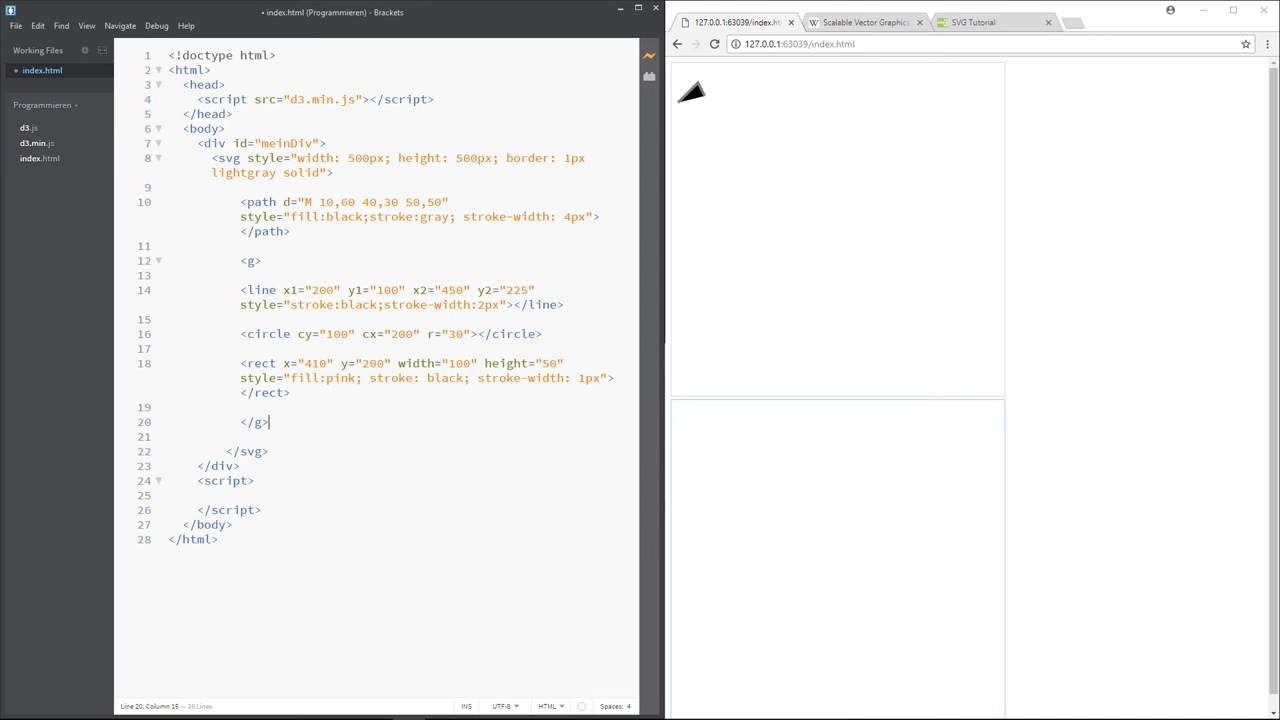 • index.html (Programmieren) - Brackets
File Edit Find View Navigate Debug Help
Working Files
• index.html
Programmieren
d3.js
d3.min.js
index.html
1 <!doctype html>
2 <html>
3 <head>
4 <script src="d3.min.js"></script>
5 </head>
6 <body>
7 <div id="meinDiv">
8 <svg style="width: 500px; height: 500px; border: 1px
lightgray solid">
9
10 <path d="M 10,60 40,30 50,50"
style="fill:black;stroke:gray; stroke-width: 4px">
</path>
11
12 <g>
13
14 <line x1="200" y1="100" x2="450" y2="225"
style="stroke:black;stroke-width:2px"></line>
15
16 <circle cy="100" cx="200" r="30"></circle>
17
18 <rect x="410" y="200" width="100" height="50"
style="fill:pink; stroke: black; stroke-width: 1px">
</rect>
19
20 </g>
21
22 </svg>
23 </div>
24 <script>
25
26 </script>
27 </body>
28 </html>
Line 20, Column 15 — 28 Lines
INS UTF-8 HTML Spaces: 4
127.0.0.1:63039/index.ht
Scalable Vector Graphics
SVG Tutorial
127.0.0.1:63039/index.html